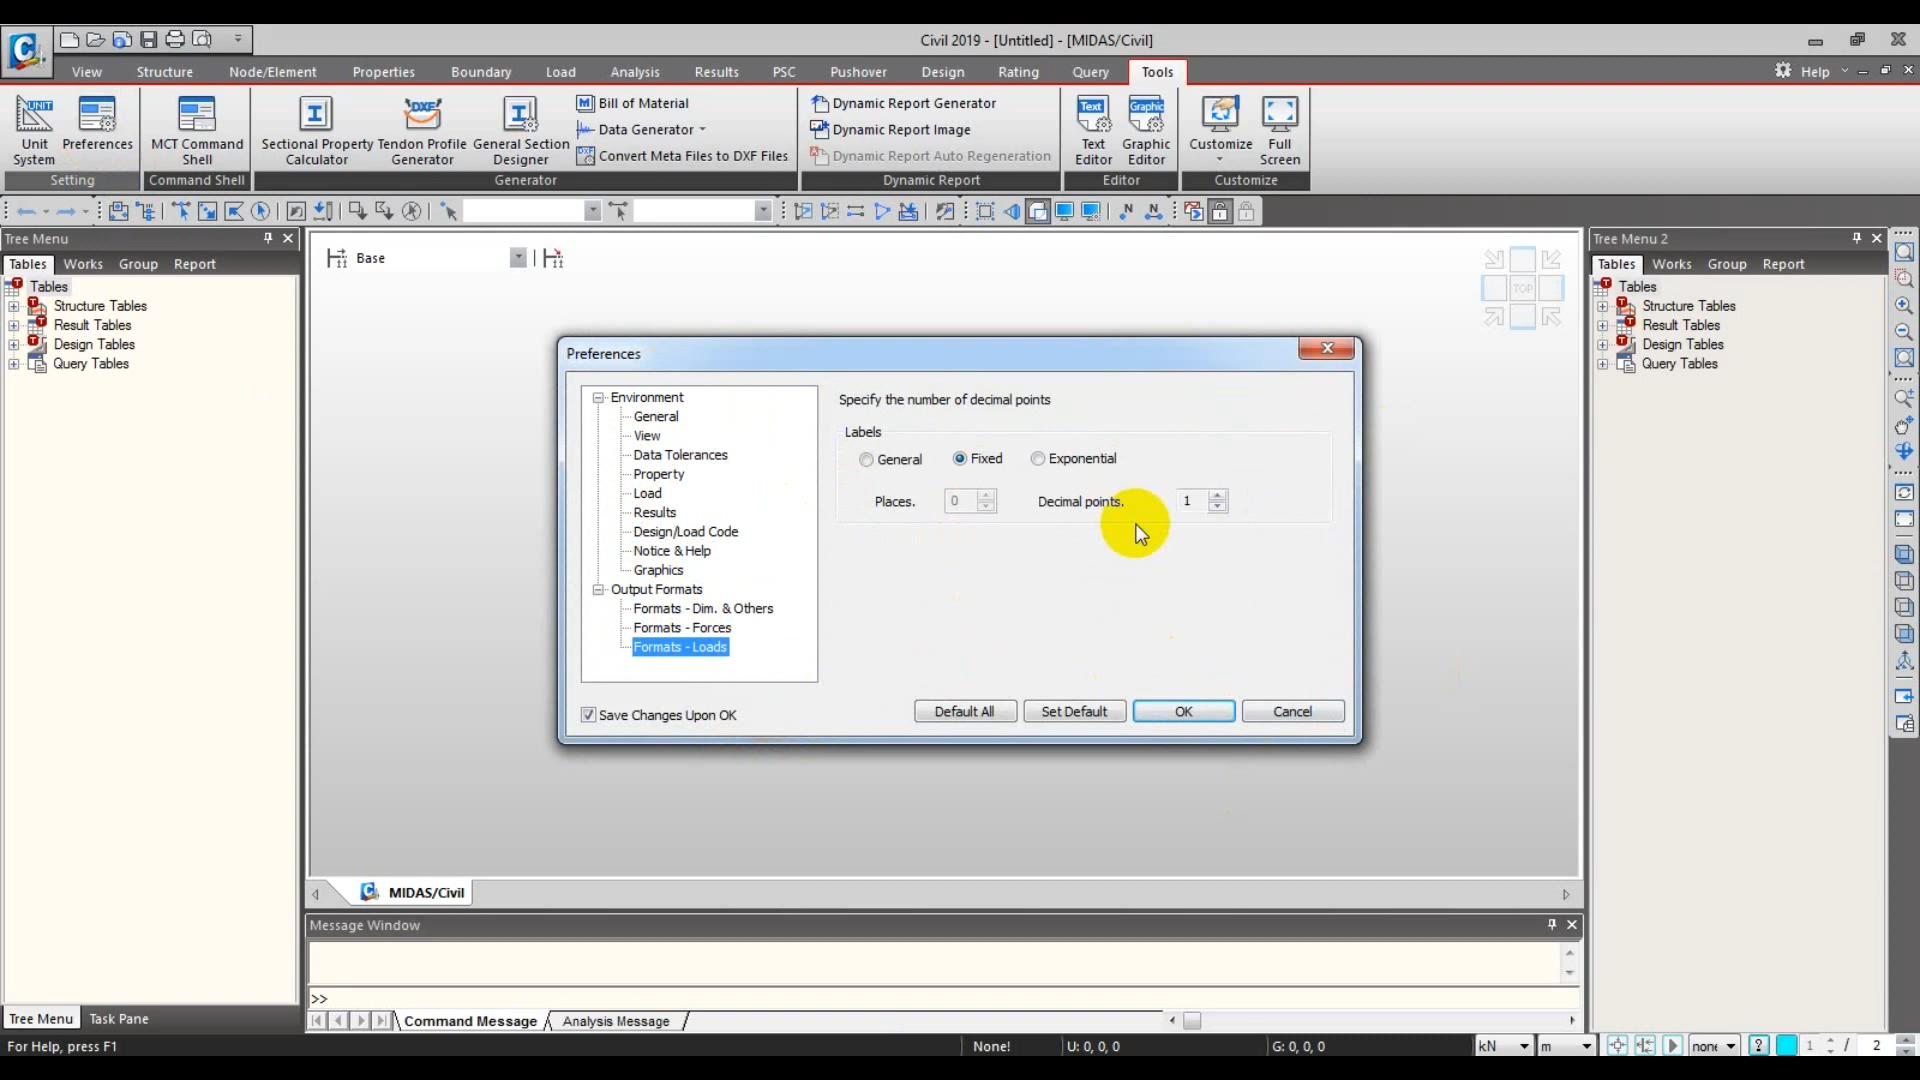 Civil 2019 - [Untitled] - [MIDAS/Civil]
View Structure Node/Element Properties Boundary Load Analysis Results PSC Pushover Design Rating Query Tools Help
Unit System
Preferences
Setting
MCT Command Shell
Command Shell
Sectional Property Calculator
Tendon Profile Generator
General Section Designer
Bill of Material
Data Generator
Convert Meta Files to DXF Files
Generator
Dynamic Report Generator
Dynamic Report Image
Dynamic Report Auto Regeneration
Dynamic Report
Text Editor
Graphic Editor
Editor
Customize
Full Screen
Customize
Tree Menu
Tables Works Group Report
Tables
Structure Tables
Result Tables
Design Tables
Query Tables
Base
TOP
Preferences
Environment
General
View
Data Tolerances
Property
Load
Results
Design/Load Code
Notice & Help
Graphics
Output Formats
Formats - Dim. & Others
Formats - Forces
Formats - Loads
Specify the number of decimal points
Labels
General Fixed Exponential
Places. 0 Decimal points. 1
Save Changes Upon OK
Default All Set Default OK Cancel
Tree Menu 2
Tables Works Group Report
Tables
Structure Tables
Result Tables
Design Tables
Query Tables
MIDAS/Civil
Message Window
>>
Command Message Analysis Message
Tree Menu Task Pane
For Help, press F1 None! U: 0, 0, 0 G: 0, 0, 0 kN m none 1 / 2